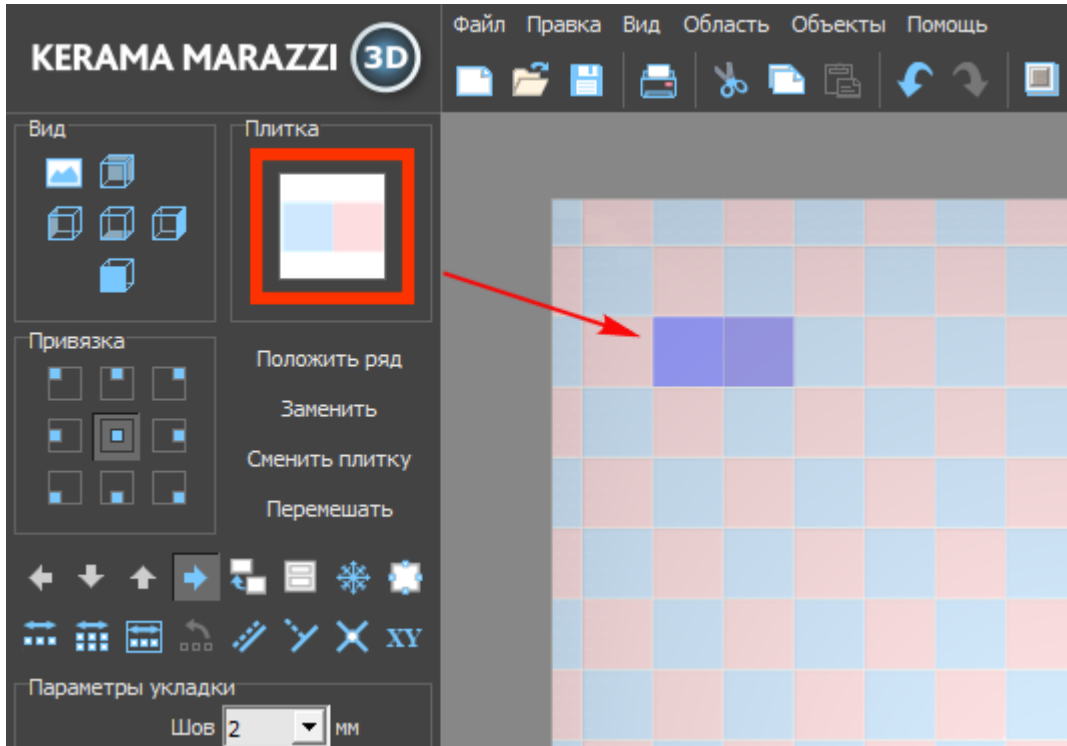 KERAMA MARAZZI 3D
Файл Правка Вид Область Объекты Помощь
Вид
Плитка
Привязка
Положить ряд
Заменить
Сменить плитку
Перемешать
XY
Параметры укладки
Шов 2 мм